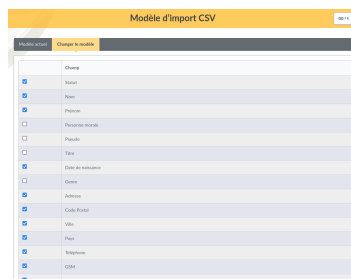 Modèle d'import CSV
Modèle actuel
Changer le modèle
Champ
Statut
Nom
Prénom
Personne morale
Pseudo
Titre
Date de naissance
Genre
Adresse
Code Postal
Ville
Pays
Téléphone
GSM